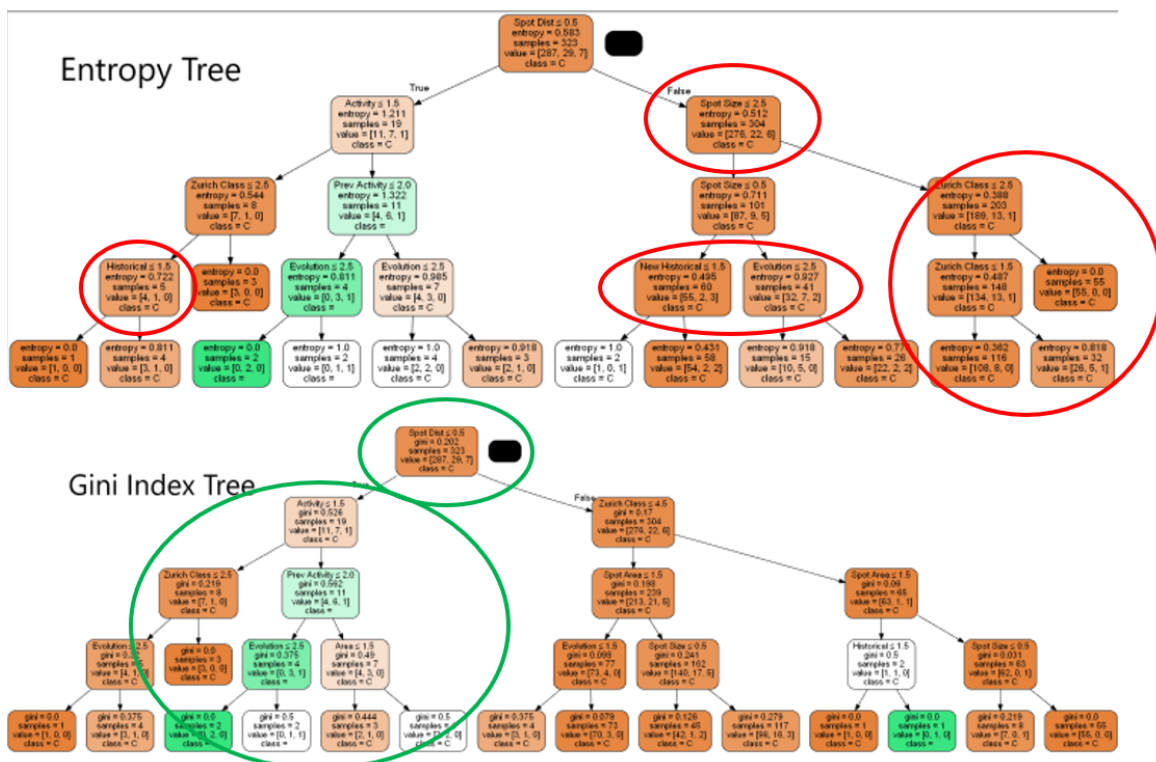 Entropy Tree
Spot Dist ≤ 0.5
entropy = 0.583
samples = 323
value = [287, 29, 7]
class = C
True
False
Activity ≤ 1.5
entropy = 1.211
samples = 19
value = [11, 7, 1]
class = C
Spot Size ≤ 2.5
entropy = 0.512
samples = 304
value = [276, 22, 6]
class = C
Zurich Class ≤ 2.5
entropy = 0.544
samples = 8
value = [7, 1, 0]
class = C
Prev Activity ≤ 2.0
entropy = 1.322
samples = 11
value = [4, 6, 1]
class =
Spot Size ≤ 0.5
entropy = 0.711
samples = 101
value = [87, 9, 5]
class = C
Zurich Class ≤ 2.5
entropy = 0.388
samples = 203
value = [189, 13, 1]
class = C
Historical ≤ 1.5
entropy = 0.722
samples = 5
value = [4, 1, 0]
class = C
entropy = 0.0
samples = 3
value = [3, 0, 0]
class = C
Evolution ≤ 2.5
entropy = 0.811
samples = 4
value = [0, 3, 1]
class =
Evolution ≤ 2.5
entropy = 0.985
samples = 7
value = [4, 3, 0]
class = C
New Historical ≤ 1.5
entropy = 0.495
samples = 60
value = [55, 2, 3]
class = C
Evolution ≤ 2.5
entropy = 0.927
samples = 41
value = [32, 7, 2]
class = C
Zurich Class ≤ 1.5
entropy = 0.487
samples = 148
value = [134, 13, 1]
class = C
entropy = 0.0
samples = 55
value = [55, 0, 0]
class = C
entropy = 0.0
samples = 1
value = [1, 0, 0]
class = C
entropy = 0.811
samples = 4
value = [3, 1, 0]
class = C
entropy = 0.0
samples = 2
value = [0, 2, 0]
class =
entropy = 1.0
samples = 2
value = [0, 1, 1]
class =
entropy = 1.0
samples = 4
value = [2, 2, 0]
class = C
entropy = 0.918
samples = 3
value = [2, 1, 0]
class = C
entropy = 1.0
samples = 2
value = [1, 0, 1]
class = C
entropy = 0.431
samples = 58
value = [54, 2, 2]
class = C
entropy = 0.918
samples = 15
value = [10, 5, 0]
class = C
samples = 26
value = [22, 2, 2]
class = C
entropy = 0.362
samples = 116
value = [108, 8, 0]
class = C
entropy = 0.818
samples = 32
value = [26, 5, 1]
class = C
Gini Index Tree
Spot Dist ≤ 0.5
gini = 0.202
samples = 323
value = [287, 29, 7]
class = C
False
Activity ≤ 1.5
gini = 0.526
samples = 19
value = [11, 7, 1]
class = C
Zurich Class ≤ 4.5
gini = 0.17
samples = 304
value = [276, 22, 6]
class = C
Zurich Class ≤ 2.5
gini = 0.219
samples = 8
value = [7, 1, 0]
class = C
Prev Activity ≤ 2.0
gini = 0.562
samples = 11
value = [4, 6, 1]
class =
Spot Area ≤ 1.5
gini = 0.198
samples = 239
value = [213, 21, 5]
class = C
Spot Area ≤ 1.5
gini = 0.06
samples = 65
value = [63, 1, 1]
class = C
Evolution ≤ 2.5
value = [4, 1, 0]
class = C
gini = 0.0
samples = 3
value = [3, 0, 0]
class = C
Evolution ≤ 2.5
gini = 0.375
samples = 4
value = [0, 3, 1]
class =
Area ≤ 1.5
gini = 0.49
samples = 7
value = [4, 3, 0]
class = C
Evolution ≤ 1.5
gini = 0.098
samples = 77
value = [73, 4, 0]
class = C
Spot Size ≤ 0.5
gini = 0.241
samples = 162
value = [140, 17, 5]
class = C
Historical ≤ 1.5
gini = 0.5
samples = 2
value = [1, 1, 0]
class = C
Spot Size ≤ 0.5
gini = 0.031
samples = 63
value = [62, 0, 1]
class = C
gini = 0.0
samples = 1
value = [1, 0, 0]
class = C
gini = 0.375
samples = 4
value = [3, 1, 0]
class = C
gini = 0.0
samples = 2
value = [0, 2, 0]
class =
gini = 0.5
samples = 2
value = [0, 1, 1]
class =
gini = 0.444
samples = 3
value = [2, 1, 0]
class = C
gini = 0.5
class = C
gini = 0.375
samples = 4
value = [3, 1, 0]
class = C
gini = 0.079
samples = 73
value = [70, 3, 0]
class = C
gini = 0.126
samples = 45
value = [42, 1, 2]
class = C
gini = 0.279
samples = 117
value = [98, 16, 3]
class = C
gini = 0.0
samples = 1
value = [1, 0, 0]
class = C
gini = 0.0
samples = 1
value = [0, 1, 0]
class =
gini = 0.219
samples = 8
value = [7, 0, 1]
class = C
gini = 0.0
samples = 55
value = [55, 0, 0]
class = C